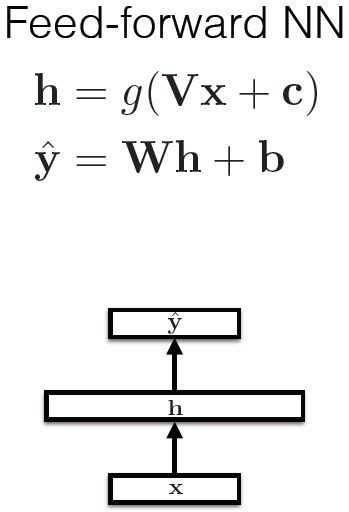 Feed-forward NN
h = g(Vx + c)
ŷ = Wh + b
ŷ
h
x